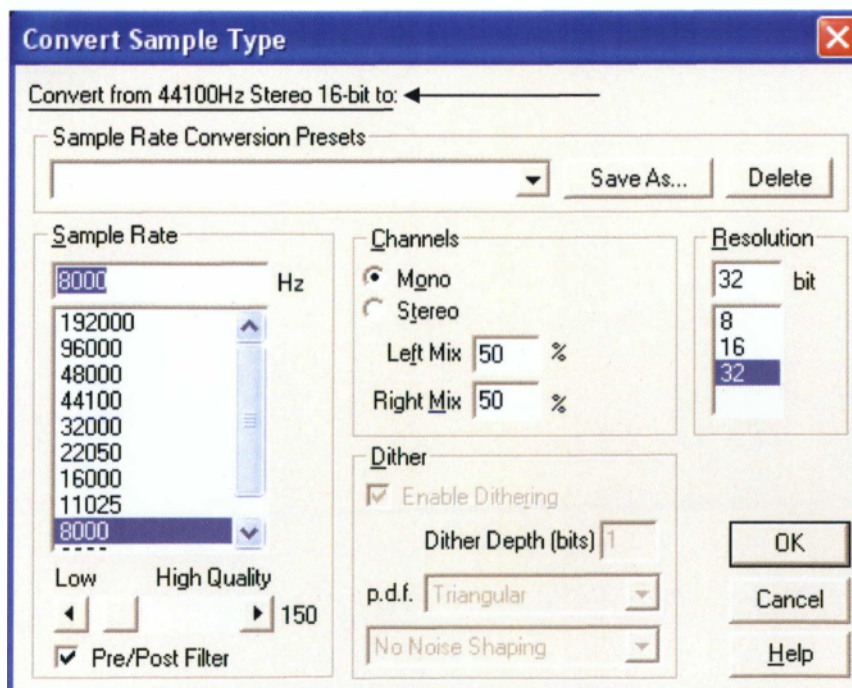 Convert Sample Type
Convert from 44100Hz Stereo 16-bit to:
Sample Rate Conversion Presets
Save As...
Delete
Sample Rate
8000 Hz
192000
96000
48000
44100
32000
22050
16000
11025
8000
Low High Quality
150
Pre/Post Filter
Channels
Mono
Stereo
Left Mix 50 %
Right Mix 50 %
Resolution
32 bit
8
16
32
Dither
Enable Dithering
Dither Depth (bits) 1
p.d.f. Triangular
No Noise Shaping
OK
Cancel
Help